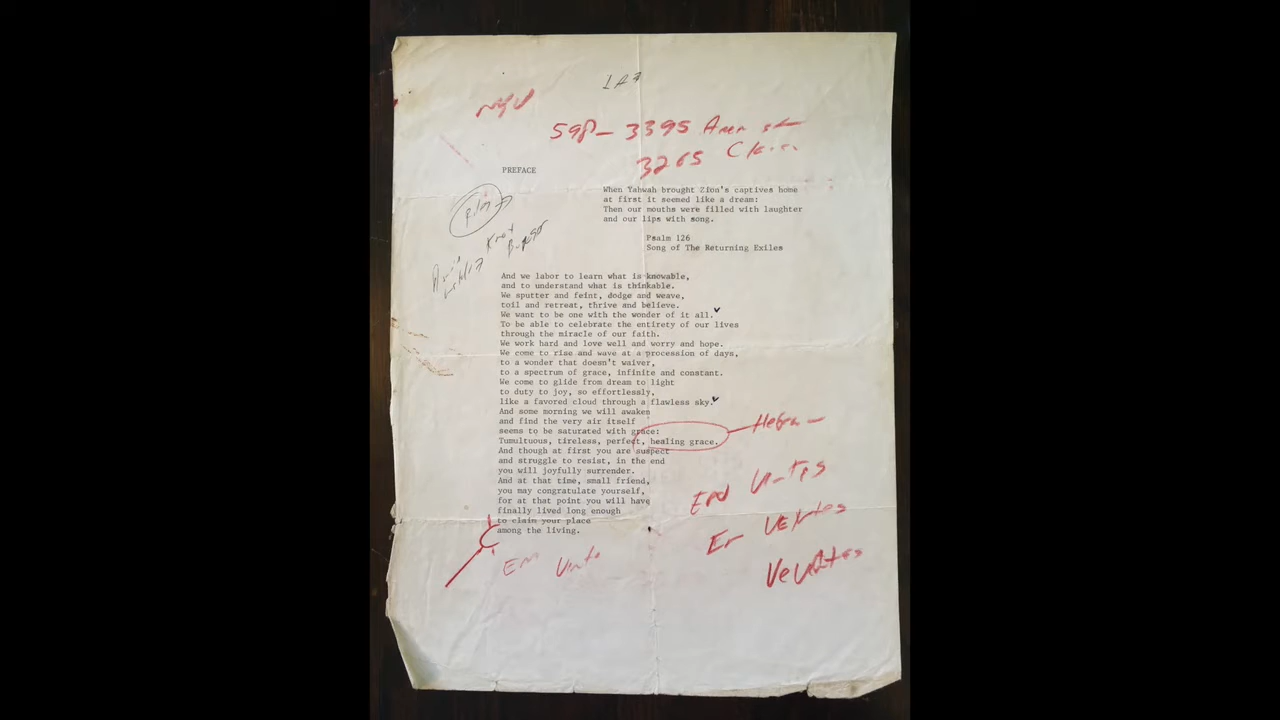 598- 3395
3265
PREFACE
When Yahwah brought Zion's captives home
at first it seemed like a dream:
Then our mouths were filled with laughter
and our lips with song.
Psalm 126
Song of The Returning Exiles
And we labor to learn what is knowable,
and to understand what is thinkable.
We sputter and feint, dodge and weave,
toil and retreat, thrive and believe.
We want to be one with the wonder of it all.
To be able to celebrate the entirety of our lives
through the miracle of our faith.
We work hard and love well and worry and hope.
We come to rise and wave at a procession of days,
to a wonder that doesn't waiver,
to a spectrum of grace, infinite and constant.
We come to glide from dream to light
to duty to joy, so effortlessly,
like a favored cloud through a flawless sky.
And some morning we will awaken
and find the very air itself
seems to be saturated with grace:
Tumultuous, tireless, perfect, healing grace.
And though at first you are suspect
and struggle to resist, in the end
you will joyfully surrender.
And at that time, small friend,
you may congratulate yourself,
for at that point you will have
finally lived long enough
to claim your place
among the living.